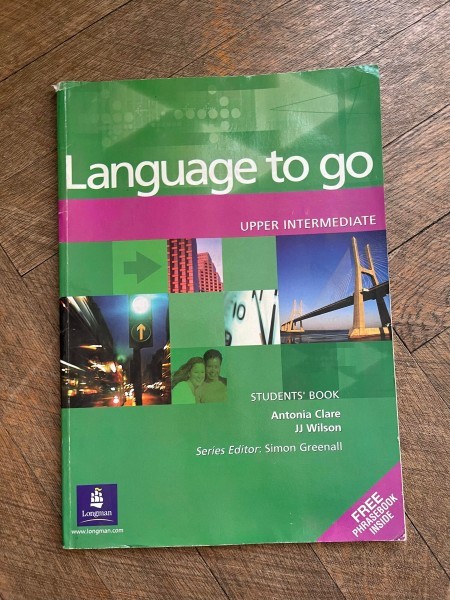 Language to go
UPPER INTERMEDIATE
10
STUDENTS' BOOK
Antonia Clare
JJ Wilson
Series Editor: Simon Greenall
Longman
www.longman.com
FREE
PHRASEBOOK
INSIDE